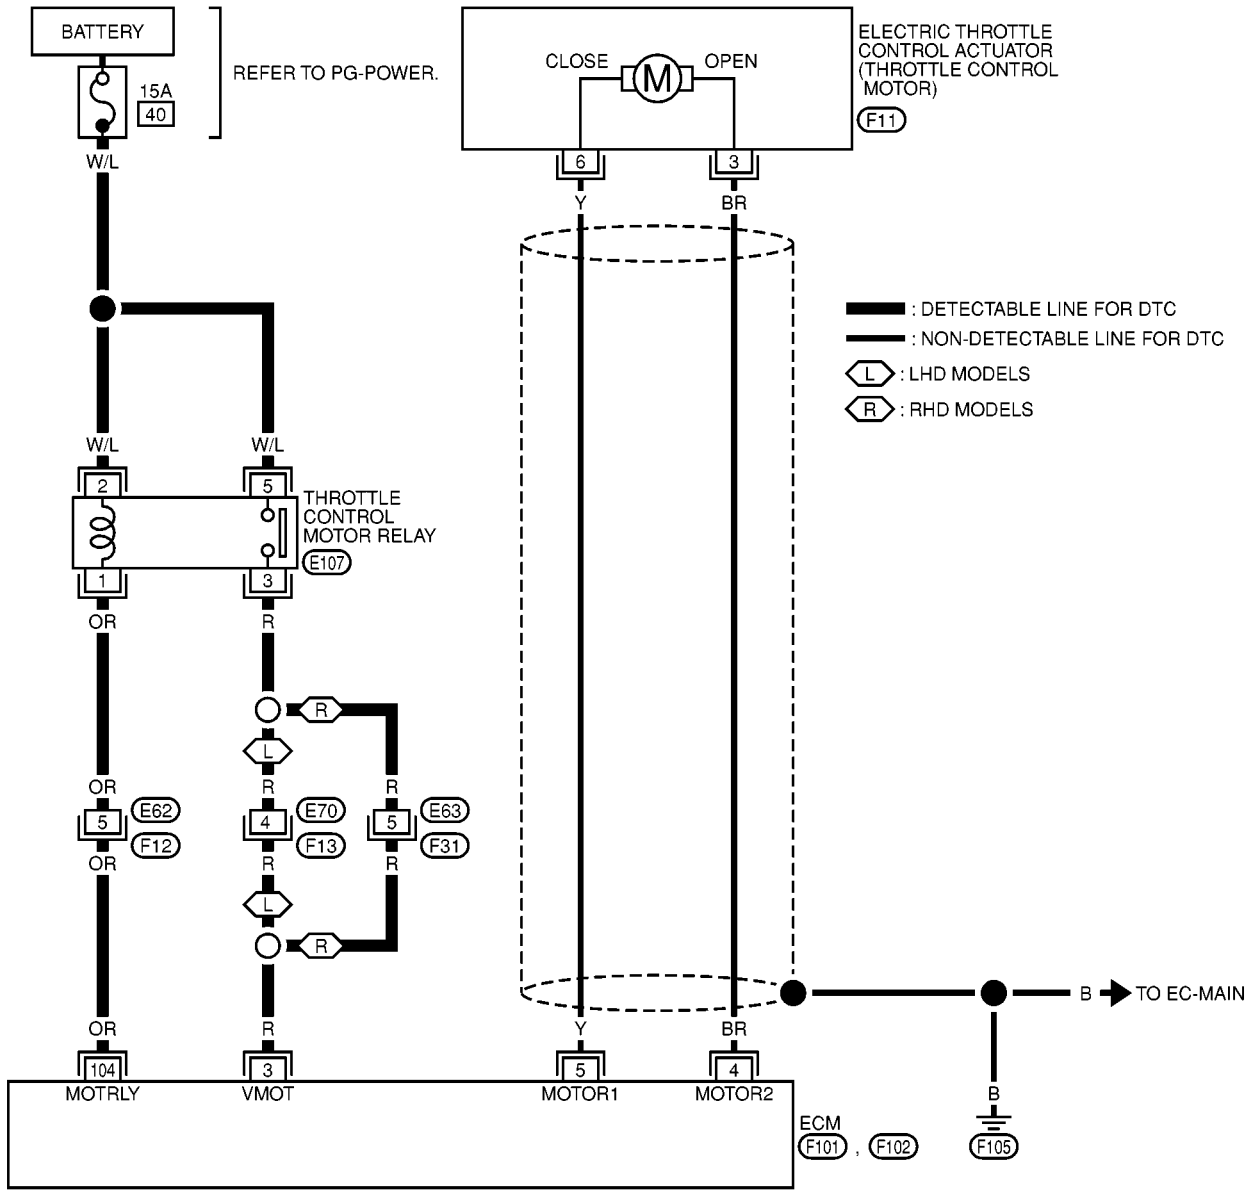 BATTERY
15A
40
REFER TO PG-POWER.
CLOSE
M
OPEN
ELECTRIC THROTTLE
CONTROL ACTUATOR
(THROTTLE CONTROL
MOTOR)
F11
W/L
6
3
Y
BR
: DETECTABLE LINE FOR DTC
: NON-DETECTABLE LINE FOR DTC
L : LHD MODELS
R : RHD MODELS
W/L
W/L
2
5
THROTTLE
CONTROL
MOTOR RELAY
E107
1
3
OR
R
R
L
OR
R
R
5
E62
4
E70
5
E63
F12
F13
F31
OR
R
R
L
R
B
TO EC-MAIN
OR
R
Y
BR
104
3
5
4
MOTRLY
VMOT
MOTOR1
MOTOR2
B
ECM
F101 , F102
F105